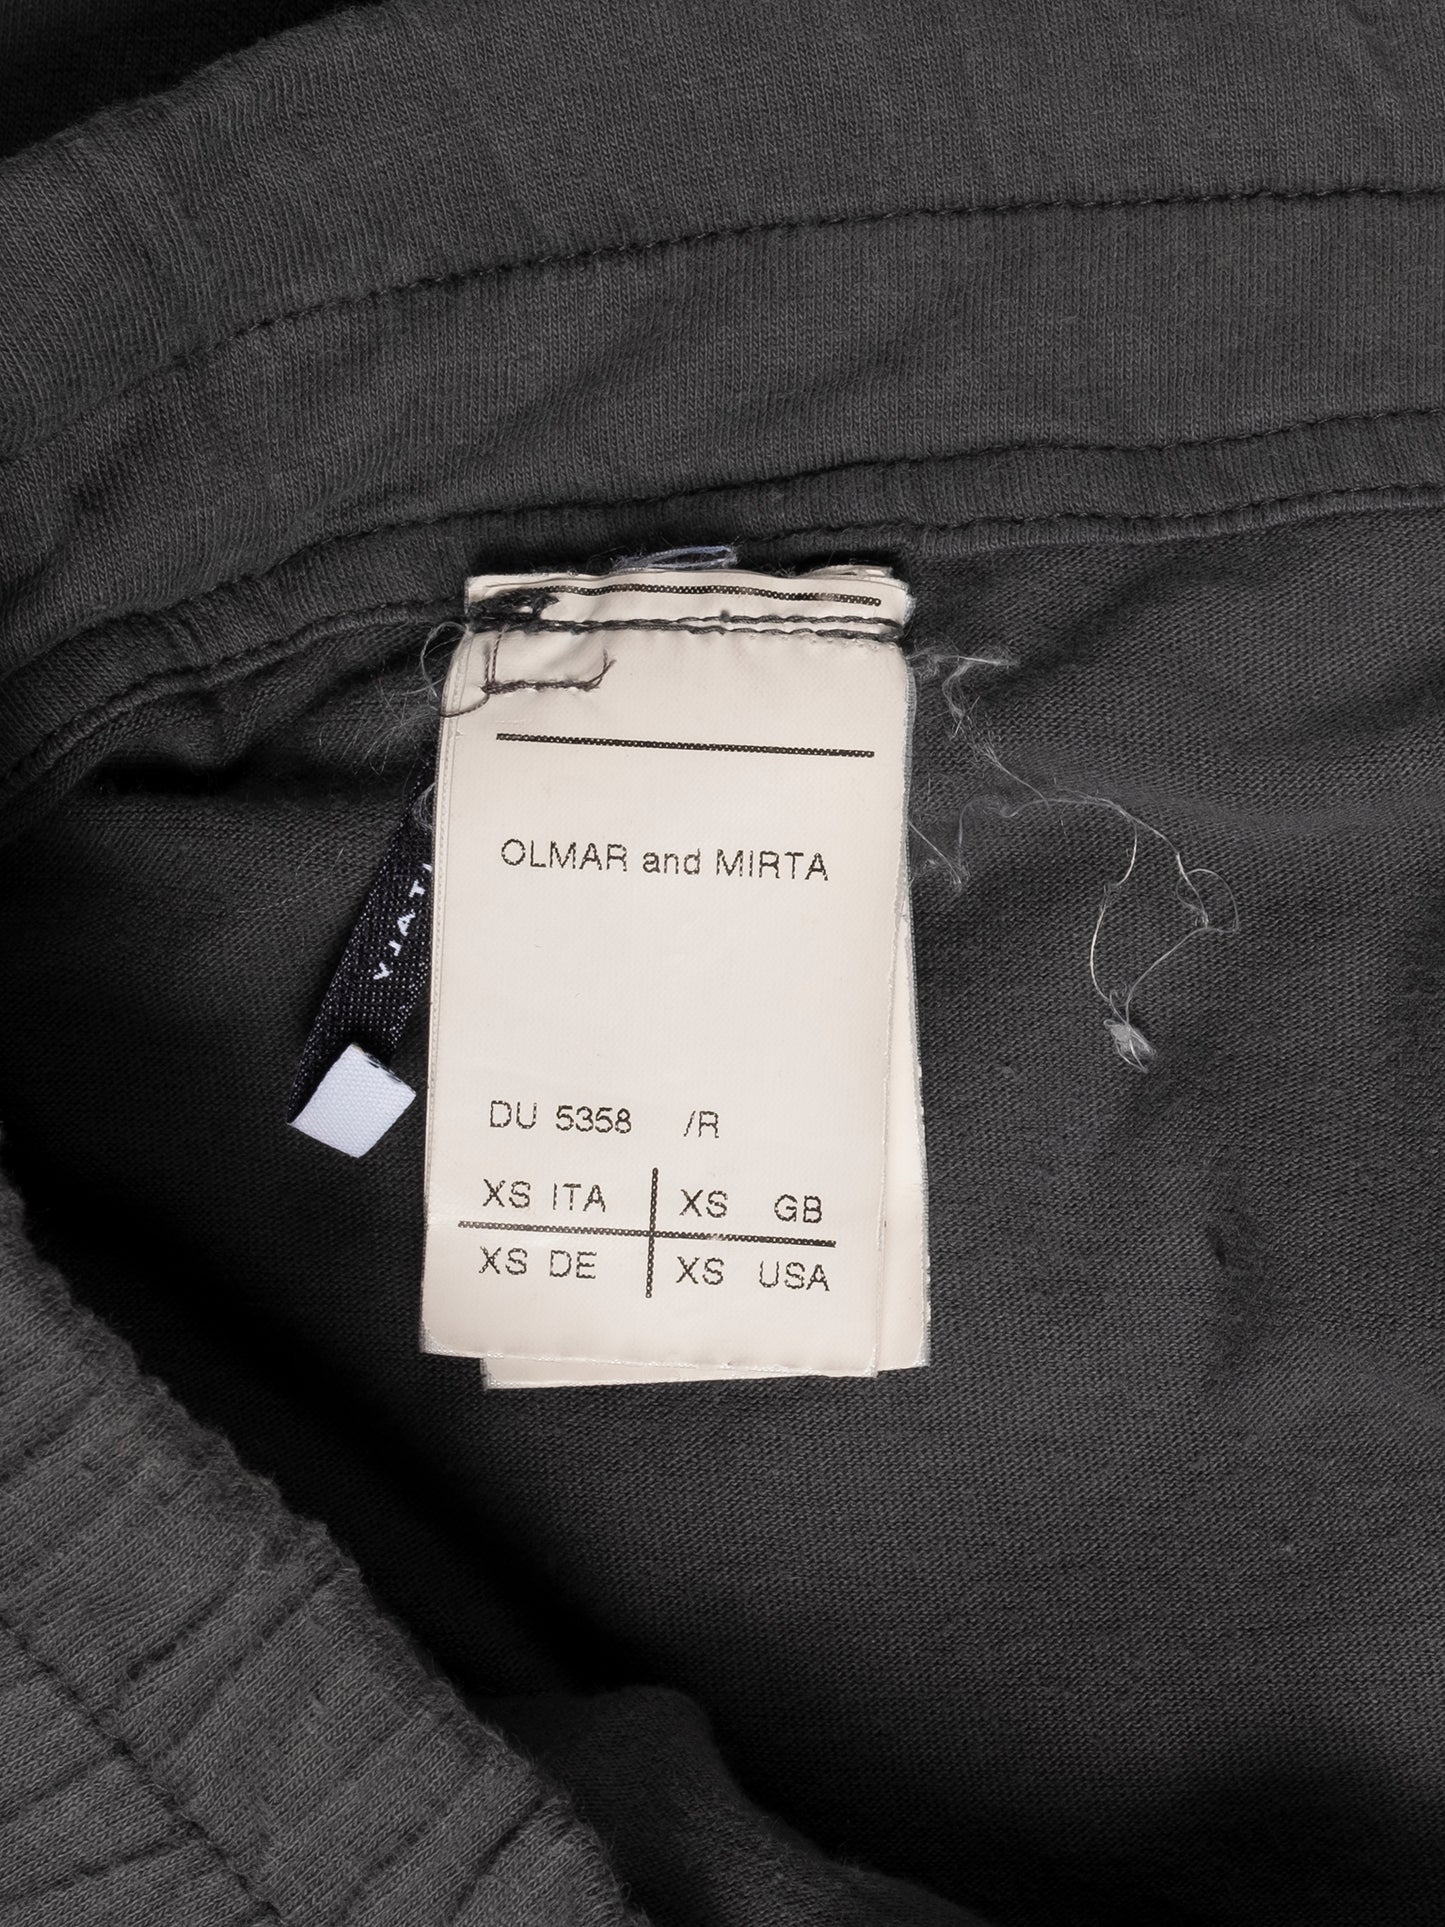 OLMAR and MIRTA
DU 5358 /R
XS ITA XS GB
XS DE XS USA